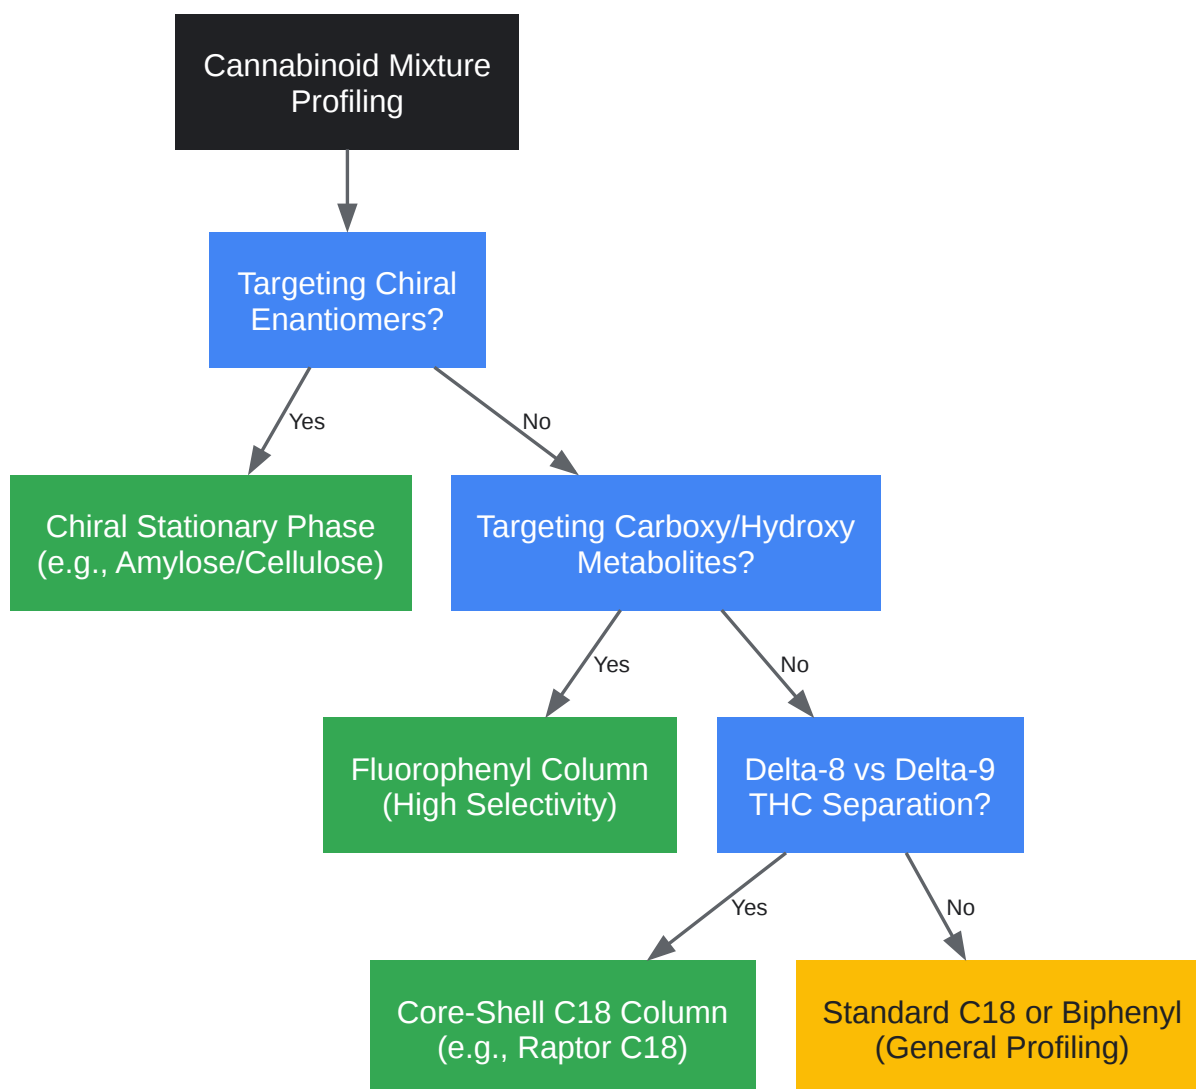 Cannabinoid Mixture
Profiling
Targeting Chiral
Enantiomers?
Yes
No
Chiral Stationary Phase
(e.g., Amylose/Cellulose)
Targeting Carboxy/Hydroxy
Metabolites?
Yes
No
Fluorophenyl Column
(High Selectivity)
Delta-8 vs Delta-9
THC Separation?
Yes
No
Core-Shell C18 Column
(e.g., Raptor C18)
Standard C18 or Biphenyl
(General Profiling)